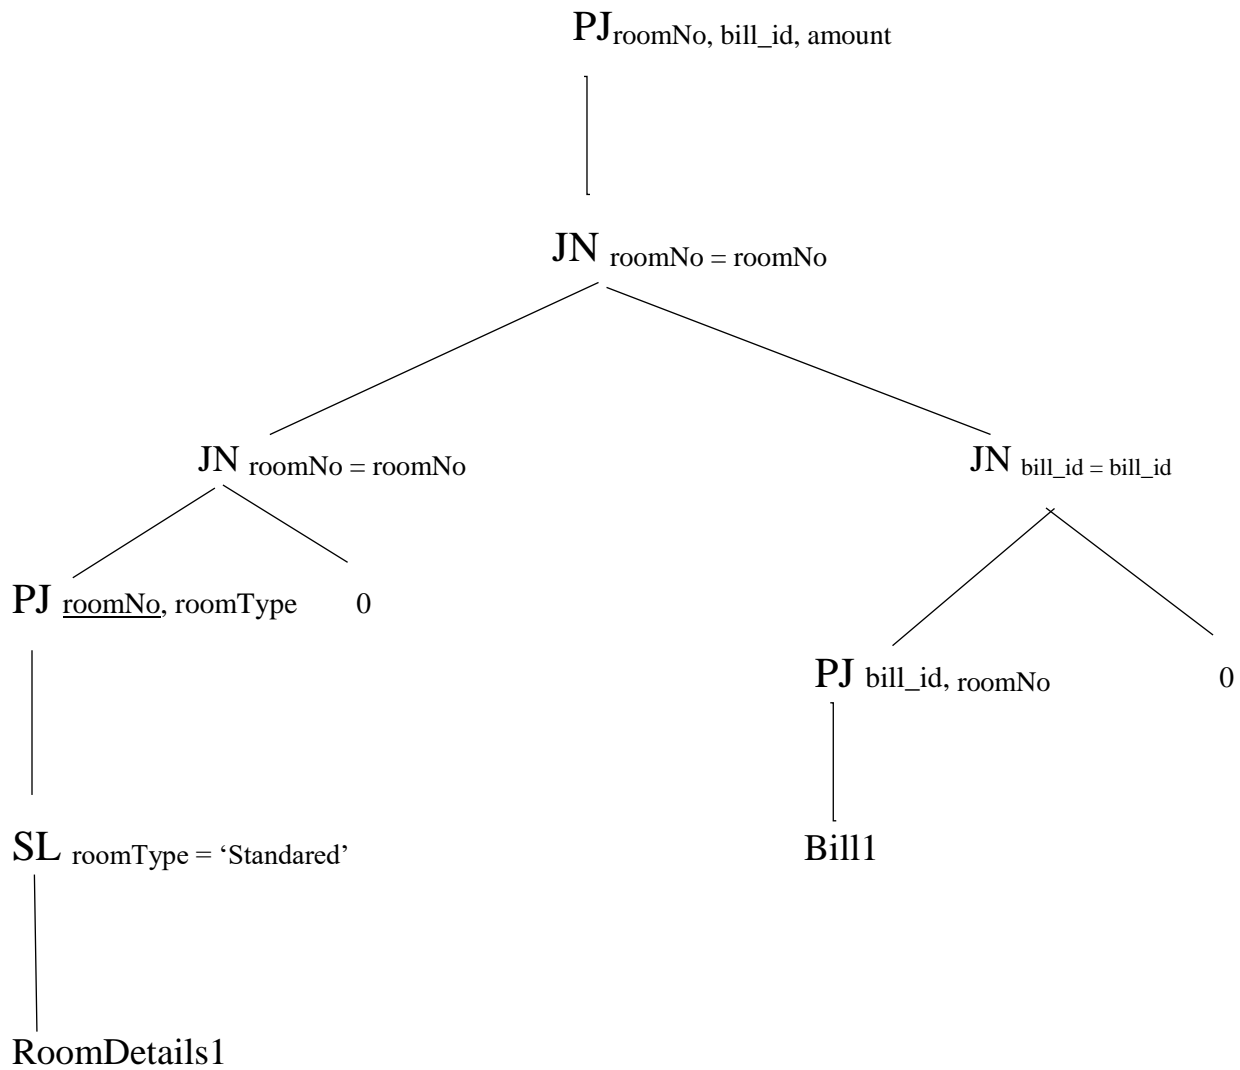 PJroomNo, bill_id, amount
JN roomNo = roomNo
JN roomNo = roomNo
JN bill_id = bill_id
PJ roomNo, roomType
0
PJ bill_id, roomNo
0
SL roomType = ‘Standared’
Bill1
RoomDetails1